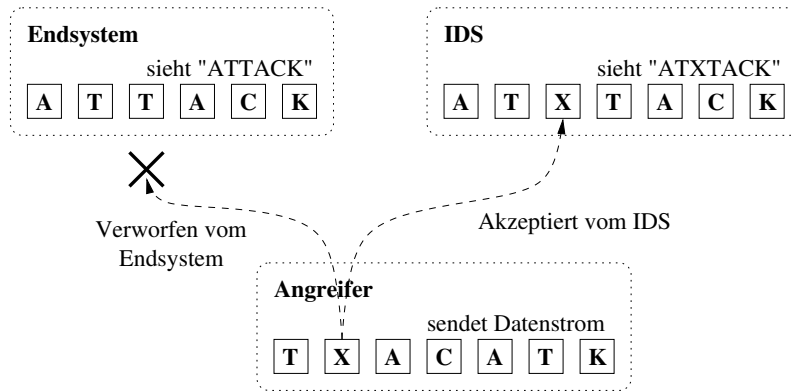 Endsystem
sieht "ATTACK"
A T T A C K
IDS
sieht "ATXTACK"
A T X T A C K
Verworfen vom
Endsystem
Akzeptiert vom IDS
Angreifer
sendet Datenstrom
T X A C A T K